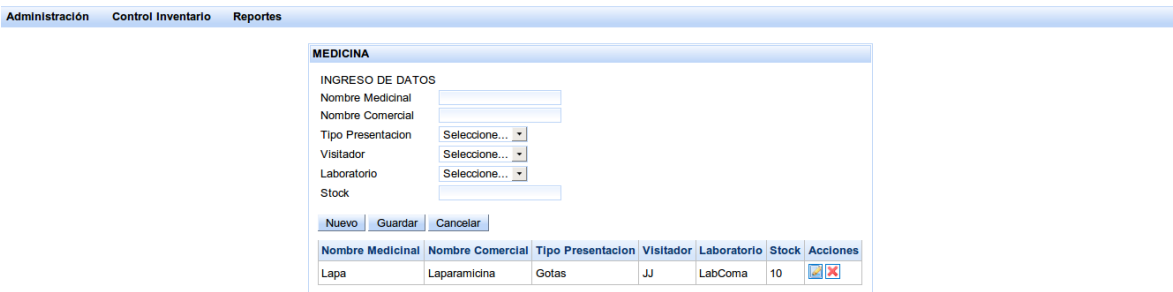 Administración Control Inventario Reportes
MEDICINA
INGRESO DE DATOS
Nombre Medicinal
Nombre Comercial
Tipo Presentacion Seleccione...
Visitador Seleccione...
Laboratorio Seleccione...
Stock
Nuevo Guardar Cancelar
Nombre Medicinal Nombre Comercial Tipo Presentacion Visitador Laboratorio Stock Acciones
Lapa Laparamicina Gotas JJ LabComa 10